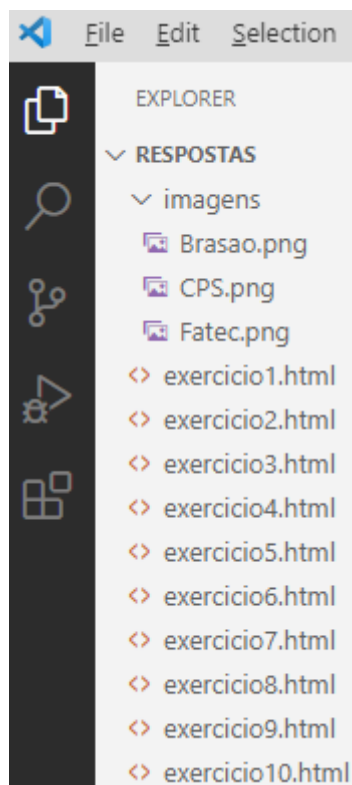 File Edit Selection
EXPLORER
RESPOSTAS
imagens
Brasao.png
CPS.png
Fatec.png
exercicio1.html
exercicio2.html
exercicio3.html
exercicio4.html
exercicio5.html
exercicio6.html
exercicio7.html
exercicio8.html
exercicio9.html
exercicio10.html